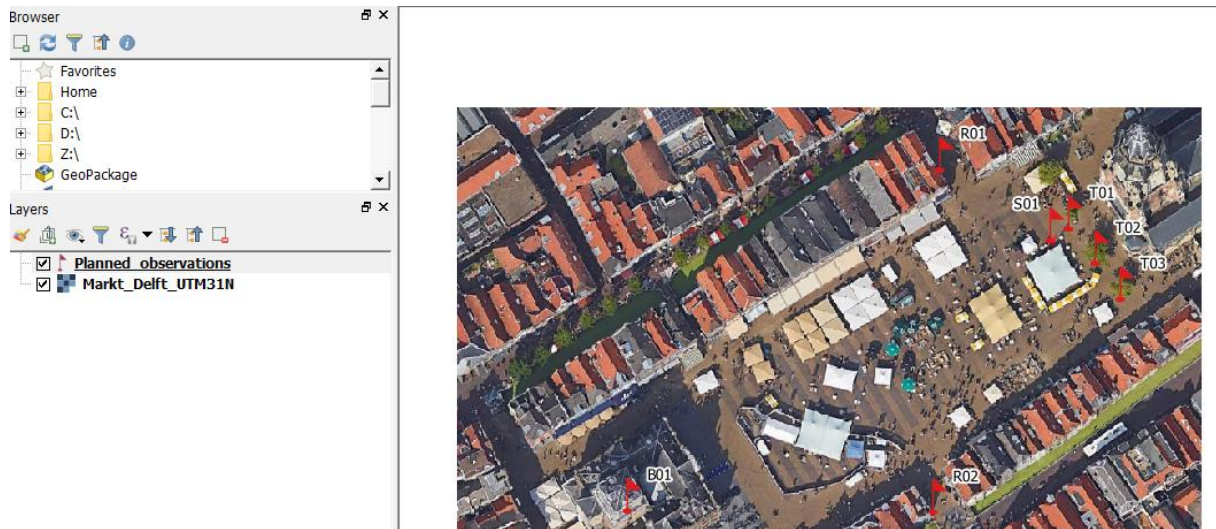 Browser
Favorites
Home
C:\
D:\
Z:\
GeoPackage
Layers
Planned_observations
Markt_Delft_UTM31N
R01
S01
T01
T02
T03
B01
R02